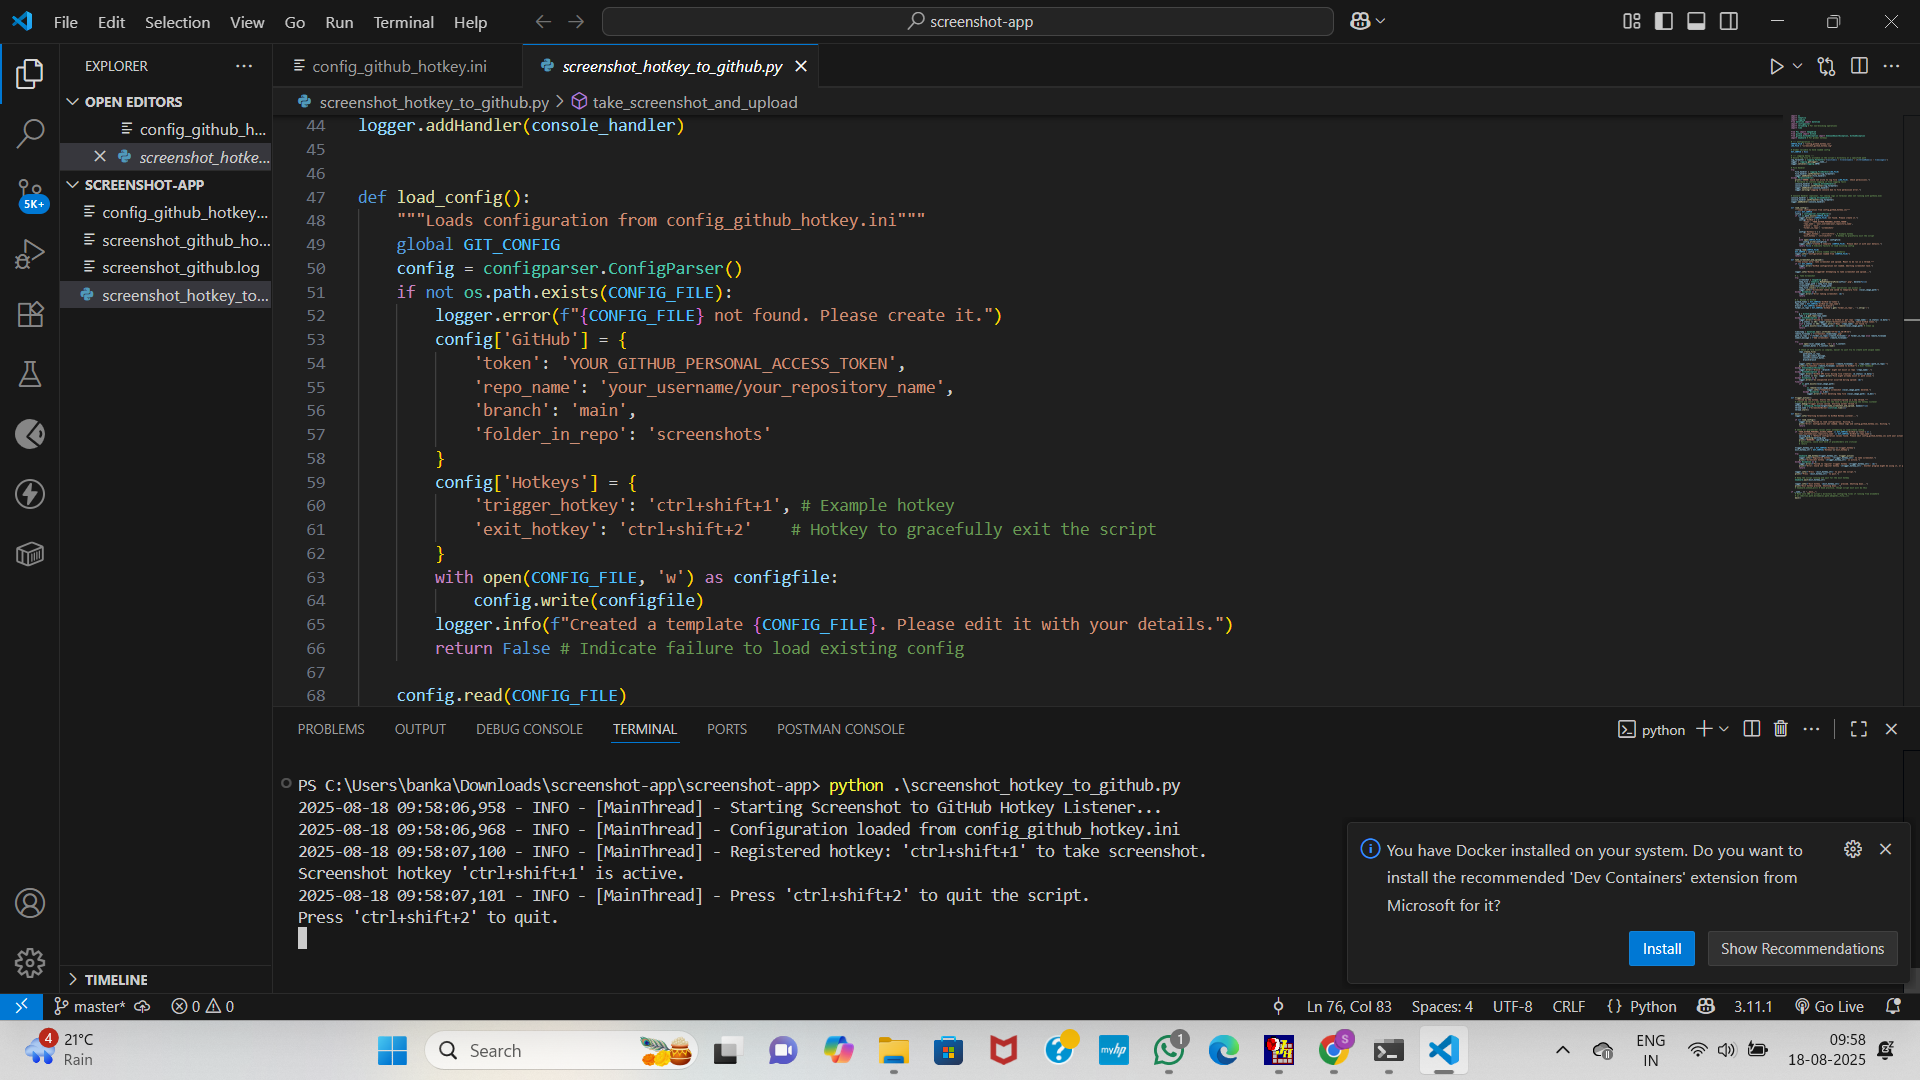 File Edit Selection View Go Run Terminal Help
screenshot-app
EXPLORER
OPEN EDITORS
config_github_h...
screenshot_hotke...
SCREENSHOT-APP
config_github_hotkey...
screenshot_github_ho...
screenshot_github.log
screenshot_hotkey_to...
5K+
TIMELINE
config_github_hotkey.ini
screenshot_hotkey_to_github.py
screenshot_hotkey_to_github.py > take_screenshot_and_upload
44 logger.addHandler(console_handler)
45
46
47 def load_config():
48 """Loads configuration from config_github_hotkey.ini"""
49 global GIT_CONFIG
50 config = configparser.ConfigParser()
51 if not os.path.exists(CONFIG_FILE):
52 logger.error(f"{CONFIG_FILE} not found. Please create it.")
53 config['GitHub'] = {
54 'token': 'YOUR_GITHUB_PERSONAL_ACCESS_TOKEN',
55 'repo_name': 'your_username/your_repository_name',
56 'branch': 'main',
57 'folder_in_repo': 'screenshots'
58 }
59 config['Hotkeys'] = {
60 'trigger_hotkey': 'ctrl+shift+1', # Example hotkey
61 'exit_hotkey': 'ctrl+shift+2' # Hotkey to gracefully exit the script
62 }
63 with open(CONFIG_FILE, 'w') as configfile:
64 config.write(configfile)
65 logger.info(f"Created a template {CONFIG_FILE}. Please edit it with your details.")
66 return False # Indicate failure to load existing config
67
68 config.read(CONFIG_FILE)
PROBLEMS OUTPUT DEBUG CONSOLE TERMINAL PORTS POSTMAN CONSOLE
python
PS C:\Users\banka\Downloads\screenshot-app\screenshot-app> python .\screenshot_hotkey_to_github.py
2025-08-18 09:58:06,958 - INFO - [MainThread] - Starting Screenshot to GitHub Hotkey Listener...
2025-08-18 09:58:06,968 - INFO - [MainThread] - Configuration loaded from config_github_hotkey.ini
2025-08-18 09:58:07,100 - INFO - [MainThread] - Registered hotkey: 'ctrl+shift+1' to take screenshot.
Screenshot hotkey 'ctrl+shift+1' is active.
2025-08-18 09:58:07,101 - INFO - [MainThread] - Press 'ctrl+shift+2' to quit the script.
Press 'ctrl+shift+2' to quit.
You have Docker installed on your system. Do you want to
install the recommended 'Dev Containers' extension from
Microsoft for it?
Install
Show Recommendations
master*
0 0
Ln 76, Col 83
Spaces: 4
UTF-8
CRLF
{} Python
3.11.1
Go Live
4
21°C
Rain
Search
myhp
1
S
ENG
IN
09:58
18-08-2025